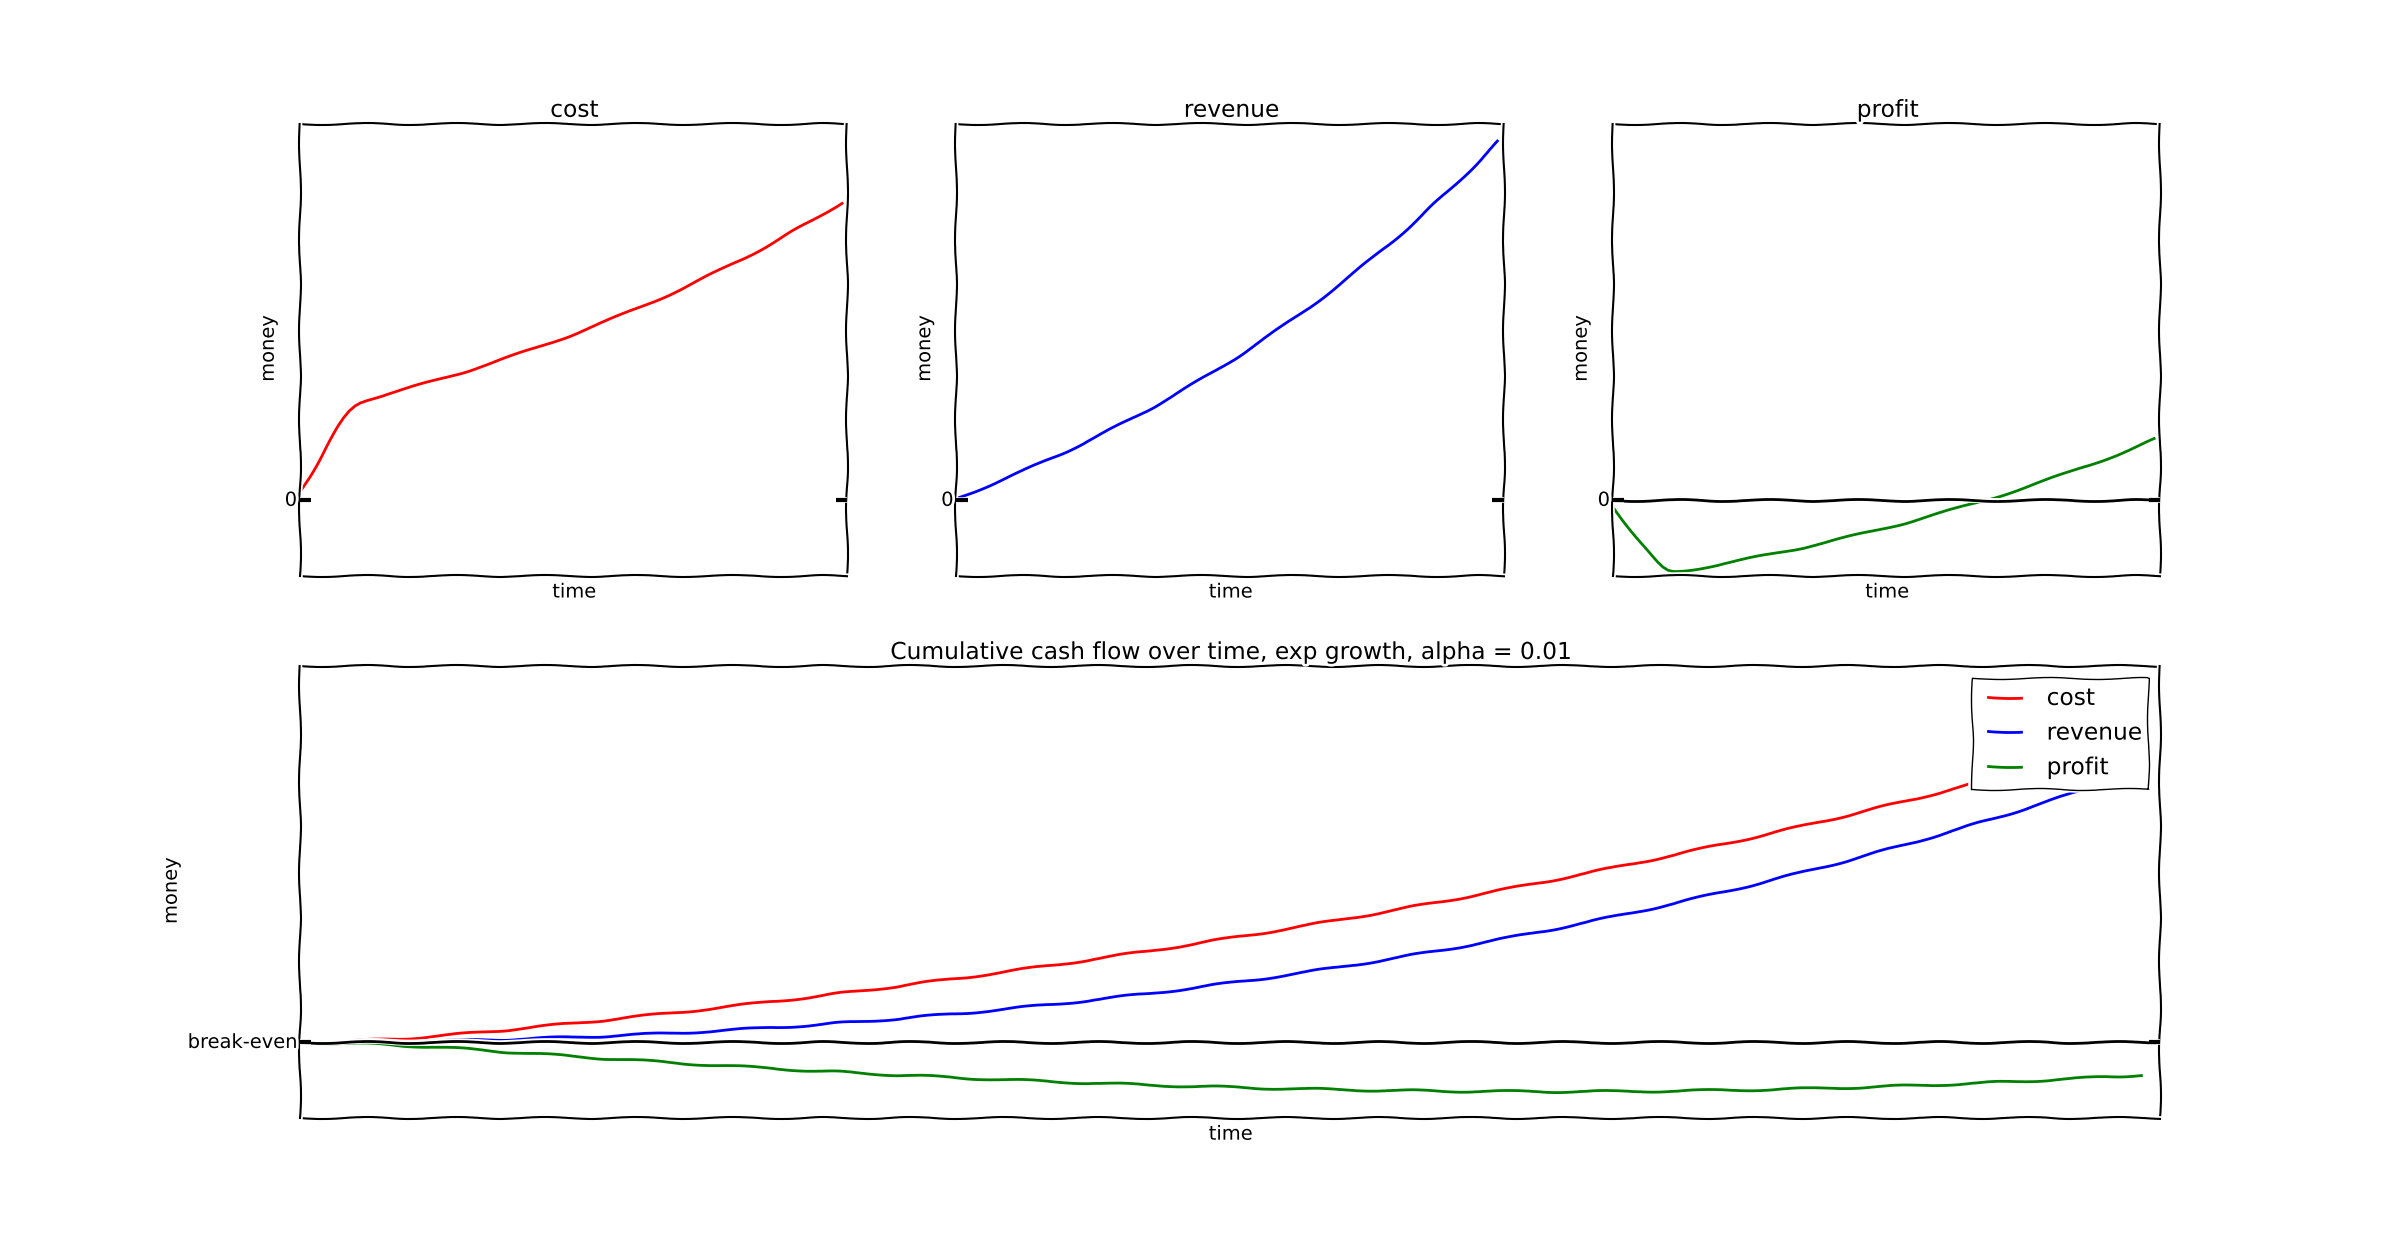 cost
revenue
profit
money
money
money
0
0
0
time
time
time
Cumulative cash flow over time, exp growth, alpha = 0.01
cost
revenue
profit
money
break-even
time